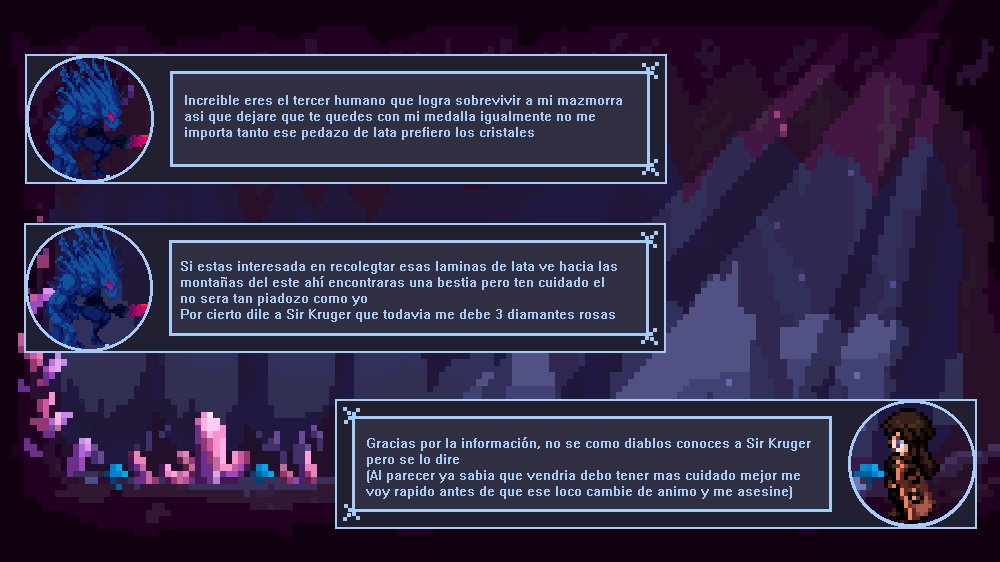 Increible eres el tercer humano que logra sobrevivir a mi mazmorra
asi que dejare que te quedes con mi medalla igualmente no me
importa tanto ese pedazo de lata prefiero los cristales
Si estas interesada en recolegtar esas laminas de lata ve hacia las
montañas del este ahí encontraras una bestia pero ten cuidado el
no sera tan piadozo como yo
Por cierto dile a Sir Kruger que todavia me debe 3 diamantes rosas
Gracias por la información, no se como diablos conoces a Sir Kruger
pero se lo dire
(Al parecer ya sabia que vendria debo tener mas cuidado mejor me
voy rapido antes de que ese loco cambie de animo y me asesine)